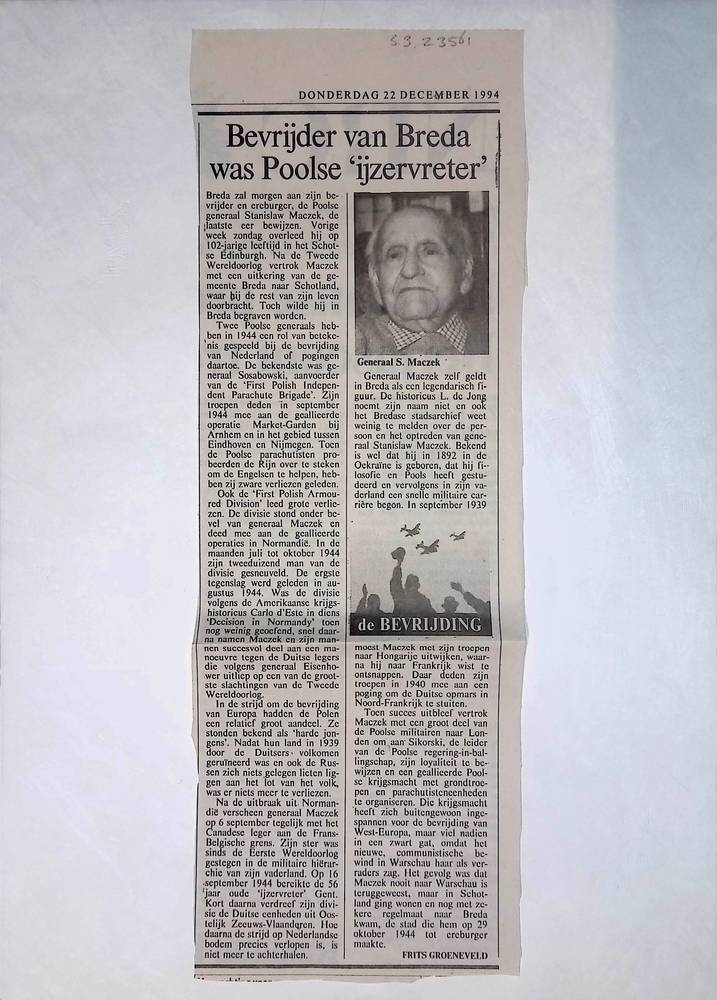 S3.23561
DONDERDAG 22 DECEMBER 1994
Bevrijder van Breda
was Poolse ‘ijzervreter’
Breda zal morgen aan zijn be-
vrijder en ereburger, de Poolse
generaal Stanislaw Maczek, de
laatste eer bewijzen. Vorige
week zondag overleed hij op
102-jarige leeftijd in het Schot-
se Edinburgh. Na de Tweede
Wereldoorlog vertrok Maczek
met een uitkering van de ge-
meente Breda naar Schotland,
waar hij de rest van zijn leven
doorbracht. Toch wilde hij in
Breda begraven worden.
Twee Poolse generaals heb-
ben in 1944 een rol van beteke-
nis gespeeld bij de bevrijding
van Nederland of pogingen
daartoe. De bekendste was ge-
neraal Sosabowski, aanvoerder
van de ‘First Polish Indepen-
dent Parachute Brigade’. Zijn
troepen deden in september
1944 mee aan de geallieerde
operatie Market-Garden bij
Arnhem en in het gebied tussen
Eindhoven en Nijmegen. Toen
de Poolse parachutisten pro-
beerden de Rijn over te steken
om de Engelsen te helpen, heb-
ben zij zware verliezen geleden.
Ook de ‘First Polish Armou-
red Division’ leed grote verlie-
zen. De divisie stond onder be-
vel van generaal Maczek en
deed mee aan de geallieerde
operaties in Normandië. In de
maanden juli tot oktober 1944
zijn tweeduizend man van de
divisie gesneuveld. De ergste
tegenslag werd geleden in au-
gustus 1944. Was de divisie
volgens de Amerikaanse krijgs-
historicus Carlo d'Este in diens
‘Decision in Normandy’ toen
nog weinig geoefend, snel daar-
na namen Maczek en zijn man-
nen succesvol deel aan een ma-
noeuvre tegen de Duitse legers
die volgens generaal Eisenho-
wer uitliep op een van de groot-
ste slachtingen van de Tweede
Wereldoorlog.
In de strijd om de bevrijding
van Europa hadden de Polen
een relatief groot aandeel. Ze
stonden bekend als ‘harde jon-
gens’. Nadat hun land in 1939
door de Duitsers volkomen
geruïneerd was en ook de Rus-
sen zich niets gelegen lieten lig-
gen aan het lot van het volk,
was er niets meer te verliezen.
Na de uitbraak uit Norman-
dië verscheen generaal Maczek
op 6 september tegelijk met het
Canadese leger aan de Frans-
Belgische grens. Zijn ster was
sinds de Eerste Wereldoorlog
gestegen in de militaire hiërar-
chie van zijn vaderland. Op 16
september 1944 bereikte de 56
jaar oude ‘ijzervreter’ Gent.
Kort daarna verdreef zijn divi-
sie de Duitse eenheden uit Oos-
telijk Zeeuws-Vlaandren. Hoe
daarna de strijd op Nederlandse
bodem precies verlopen is, is
niet meer te achterhalen.
Generaal S. Maczek
Generaal Maczek zelf geldt
in Breda als een legendarisch fi-
guur. De historicus L. de Jong
noemt zijn naam niet en ook
het Bredase stadsarchief weet
weinig te melden over de per-
soon en het optreden van gene-
raal Stanislaw Maczek. Bekend
is wel dat hij in 1892 in de
Oekraïne is geboren, dat hij fi-
losofie en Pools heeft gestu-
deerd en vervolgens in zijn va-
derland een snelle militaire car-
rière begon. In september 1939
de BEVRIJDING
moest Maczek met zijn troepen
naar Hongarije uitwijken, waar-
na hij naar Frankrijk wist te
ontsnappen. Daar deden zijn
troepen in 1940 mee aan een
poging om de Duitse opmars in
Noord-Frankrijk te stuiten.
Toen succes uitbleef vertrok
Maczek met een groot deel van
de Poolse militairen naar Lon-
den om aan Sikorski, de leider
van de Poolse regering-in-bal-
lingschap, zijn loyaliteit te be-
wijzen en een geallieerde Pool-
se krijgsmacht met grondtroe-
pen en parachutisteneenheden
te organiseren. Die krijgsmacht
heeft zich buitengewoon inge-
spannen voor de bevrijding van
West-Europa, maar viel nadien
in een zwart gat, omdat het
nieuwe, communistische be-
wind in Warschau haar als ver-
raders zag. Het gevolg was dat
Maczek nooit naar Warschau is
teruggeweest, maar in Schot-
land ging wonen en nog met ze-
kere regelmaat naar Breda
kwam, de stad die hem op 29
oktober 1944 tot ereburger
maakte.
FRITS GROENEVELD